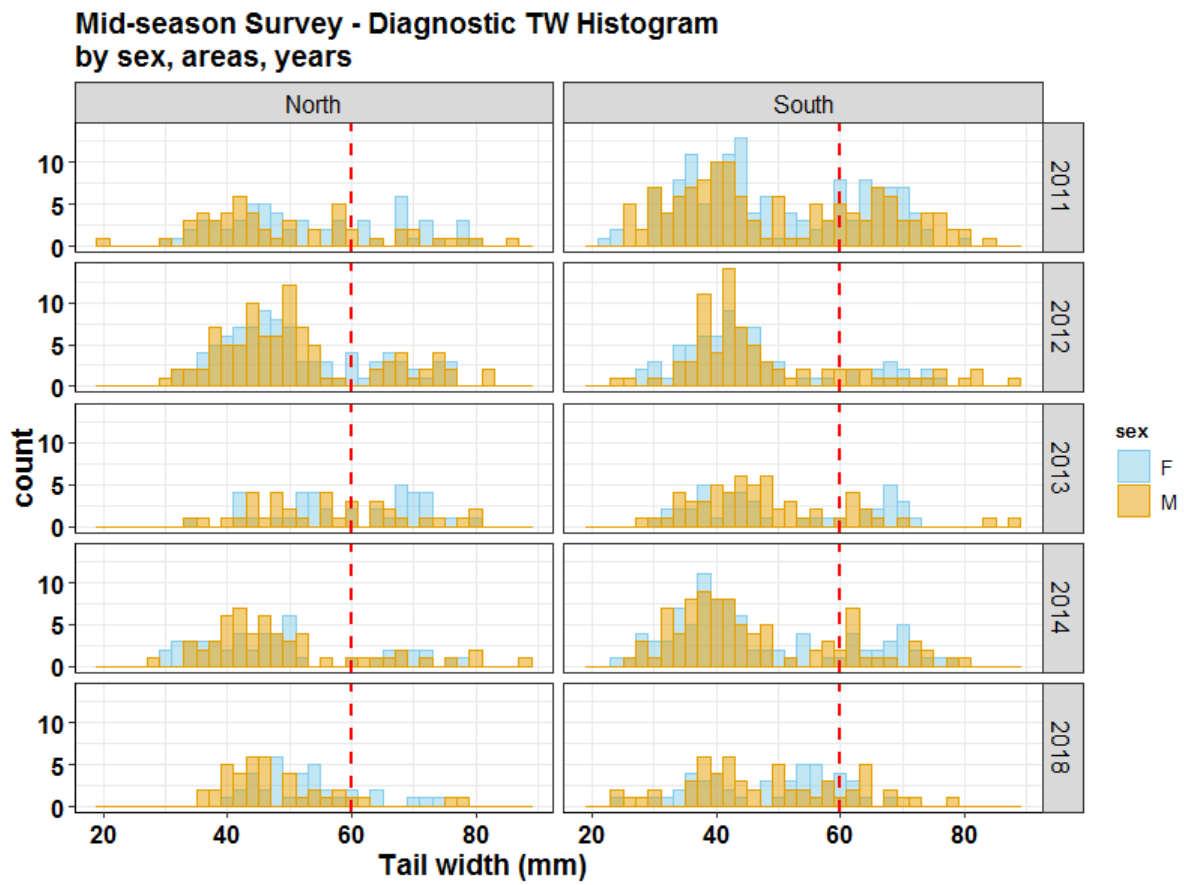 Mid-season Survey - Diagnostic TW Histogram
by sex, areas, years
North South
10
5
0
2011
10
5
0
2012
count
10
5
0
2013
sex
F
M
10
5
0
2014
10
5
0
2018
20 40 60 80 20 40 60 80
Tail width (mm)